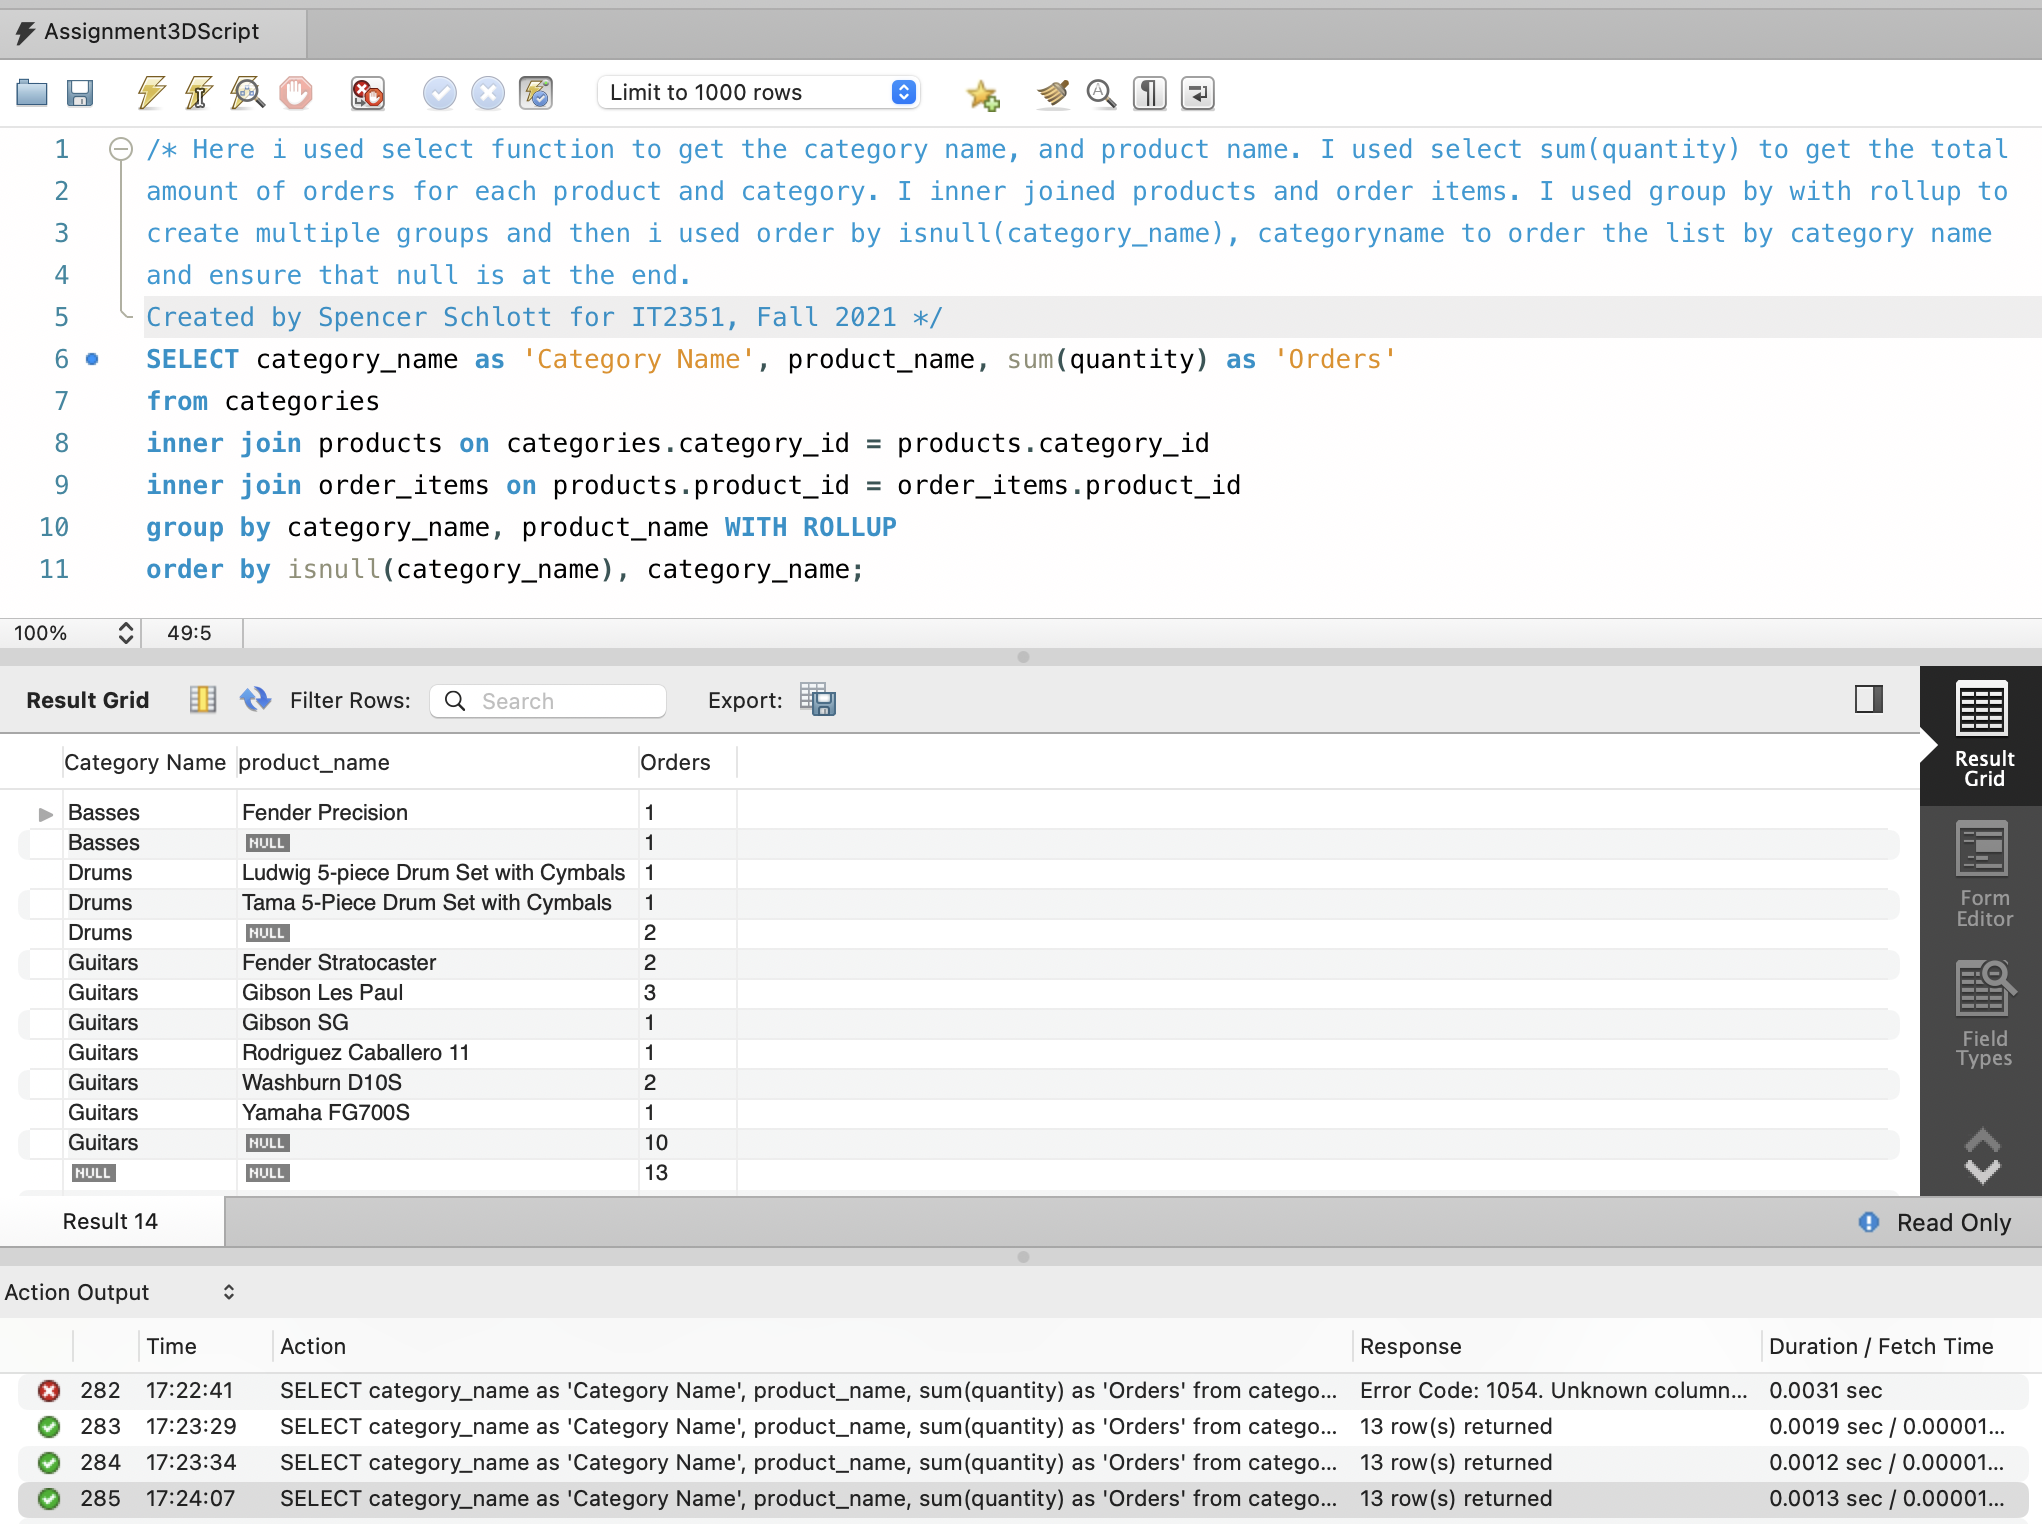 Assignment3DScript
Limit to 1000 rows
1 /* Here i used select function to get the category name, and product name. I used select sum(quantity) to get the total
2 amount of orders for each product and category. I inner joined products and order items. I used group by with rollup to
3 create multiple groups and then i used order by isnull(category_name), categoryname to order the list by category name
4 and ensure that null is at the end.
5 Created by Spencer Schlott for IT2351, Fall 2021 */
6 SELECT category_name as 'Category Name', product_name, sum(quantity) as 'Orders'
7 from categories
8 inner join products on categories.category_id = products.category_id
9 inner join order_items on products.product_id = order_items.product_id
10 group by category_name, product_name WITH ROLLUP
11 order by isnull(category_name), category_name;
100% 49:5
Result Grid Filter Rows: Search Export:
Category Name product_name Orders
Basses Fender Precision 1
Basses NULL 1
Drums Ludwig 5-piece Drum Set with Cymbals 1
Drums Tama 5-Piece Drum Set with Cymbals 1
Drums NULL 2
Guitars Fender Stratocaster 2
Guitars Gibson Les Paul 3
Guitars Gibson SG 1
Guitars Rodriguez Caballero 11 1
Guitars Washburn D10S 2
Guitars Yamaha FG700S 1
Guitars NULL 10
NULL NULL 13
Result
Grid
Form
Editor
Field
Types
Result 14 Read Only
Action Output
Time Action Response Duration / Fetch Time
282 17:22:41 SELECT category_name as 'Category Name', product_name, sum(quantity) as 'Orders' from catego... Error Code: 1054. Unknown column... 0.0031 sec
283 17:23:29 SELECT category_name as 'Category Name', product_name, sum(quantity) as 'Orders' from catego... 13 row(s) returned 0.0019 sec / 0.00001...
284 17:23:34 SELECT category_name as 'Category Name', product_name, sum(quantity) as 'Orders' from catego... 13 row(s) returned 0.0012 sec / 0.00001...
285 17:24:07 SELECT category_name as 'Category Name', product_name, sum(quantity) as 'Orders' from catego... 13 row(s) returned 0.0013 sec / 0.00001...